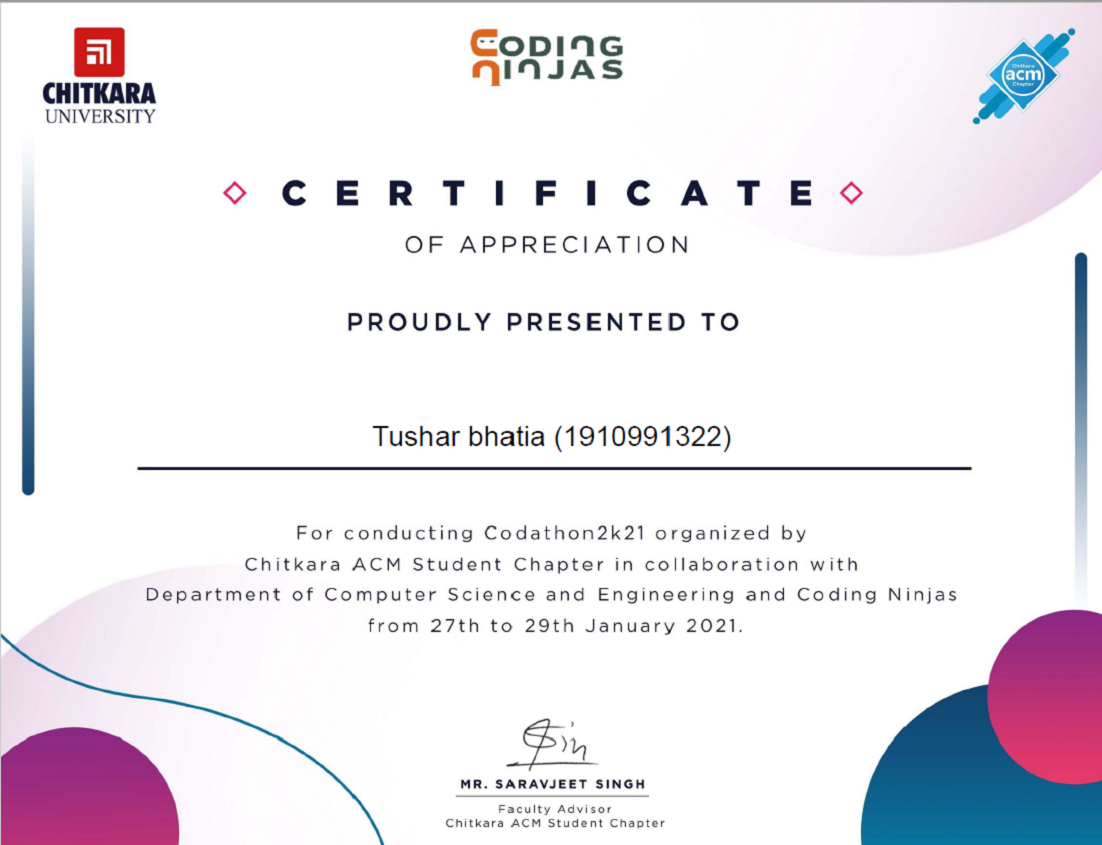 CHITKARA
UNIVERSITY
CODING
NINJAS
Chitkara
acm
Chapter
CERTIFICATE
OF APPRECIATION
PROUDLY PRESENTED TO
Tushar bhatia (1910991322)
For conducting Codathon2k21 organized by
Chitkara ACM Student Chapter in collaboration with
Department of Computer Science and Engineering and Coding Ninjas
from 27th to 29th January 2021.
MR. SARAVJEET SINGH
Faculty Advisor
Chitkara ACM Student Chapter